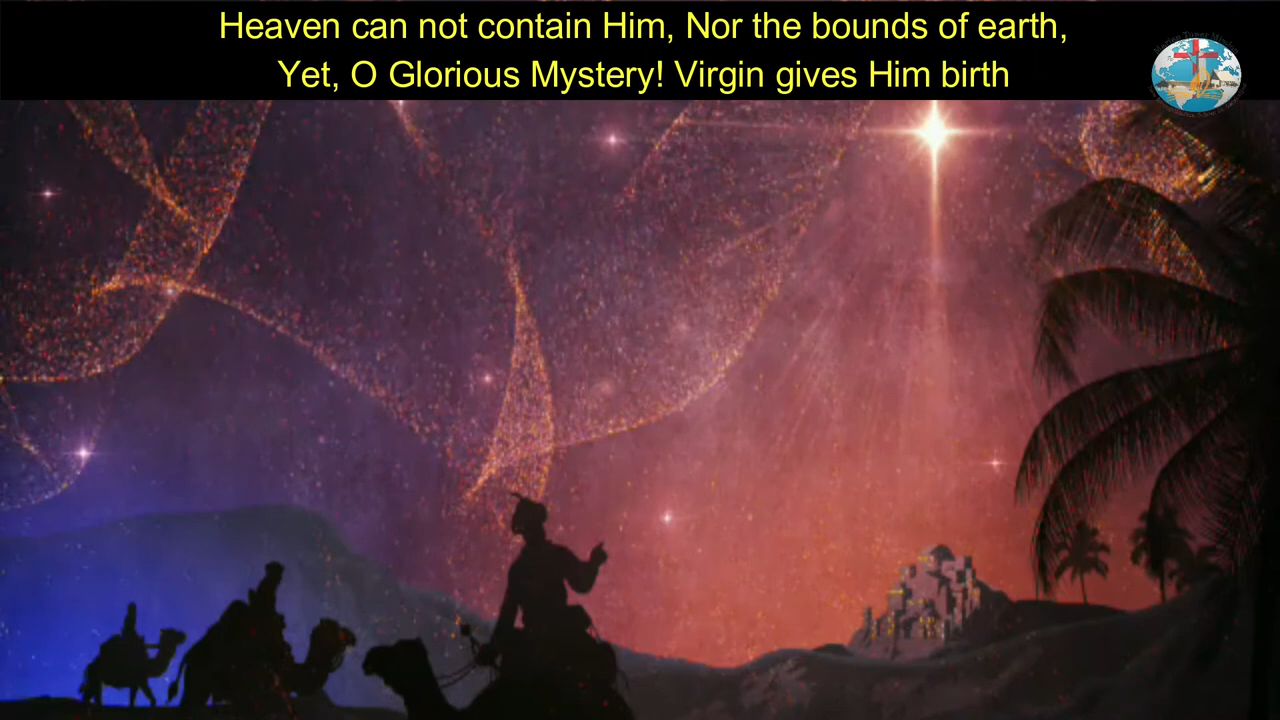 Heaven can not contain Him, Nor the bounds of earth,
Yet, O Glorious Mystery! Virgin gives Him birth